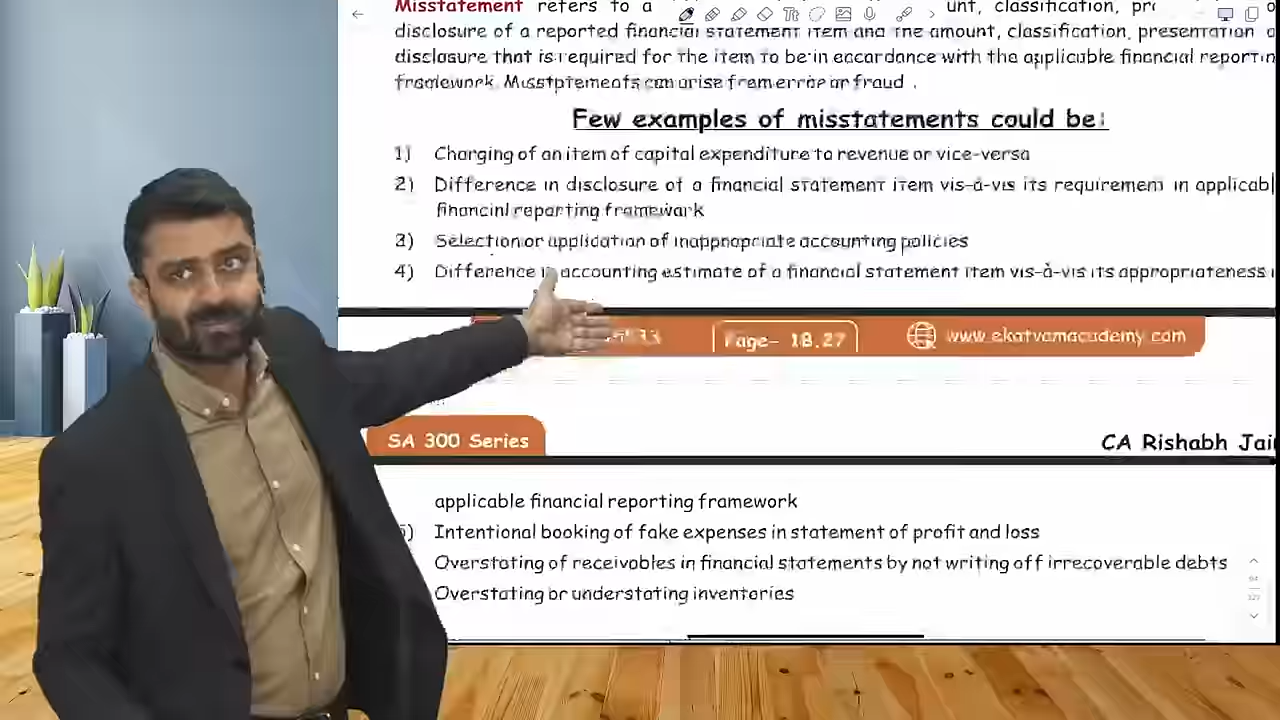 Misstatement refers to a unt, classification,
disclosure of a reported financial statement item and the amount, classification, presentation
disclosure that is required for the item to be in accordance with the applicable financial reportin
framework. Misstatements can arise from error or fraud .
Few examples of misstatements could be:
1) Charging of an item of capital expenditure to revenue or vice-versa
2) Difference in disclosure of a financial statement item vis-à-vis its requirement in applicabl
financial reporting framework
3) Selection or application of inappropriate accounting policies
4) Difference in accounting estimate of a financial statement item vis-à-vis its appropriateness
Page- 18.27 www.ekatvamacademy.com
SA 300 Series
CA Rishabh Jai
applicable financial reporting framework
) Intentional booking of fake expenses in statement of profit and loss
Overstating of receivables in financial statements by not writing off irrecoverable debts
Overstating or understating inventories